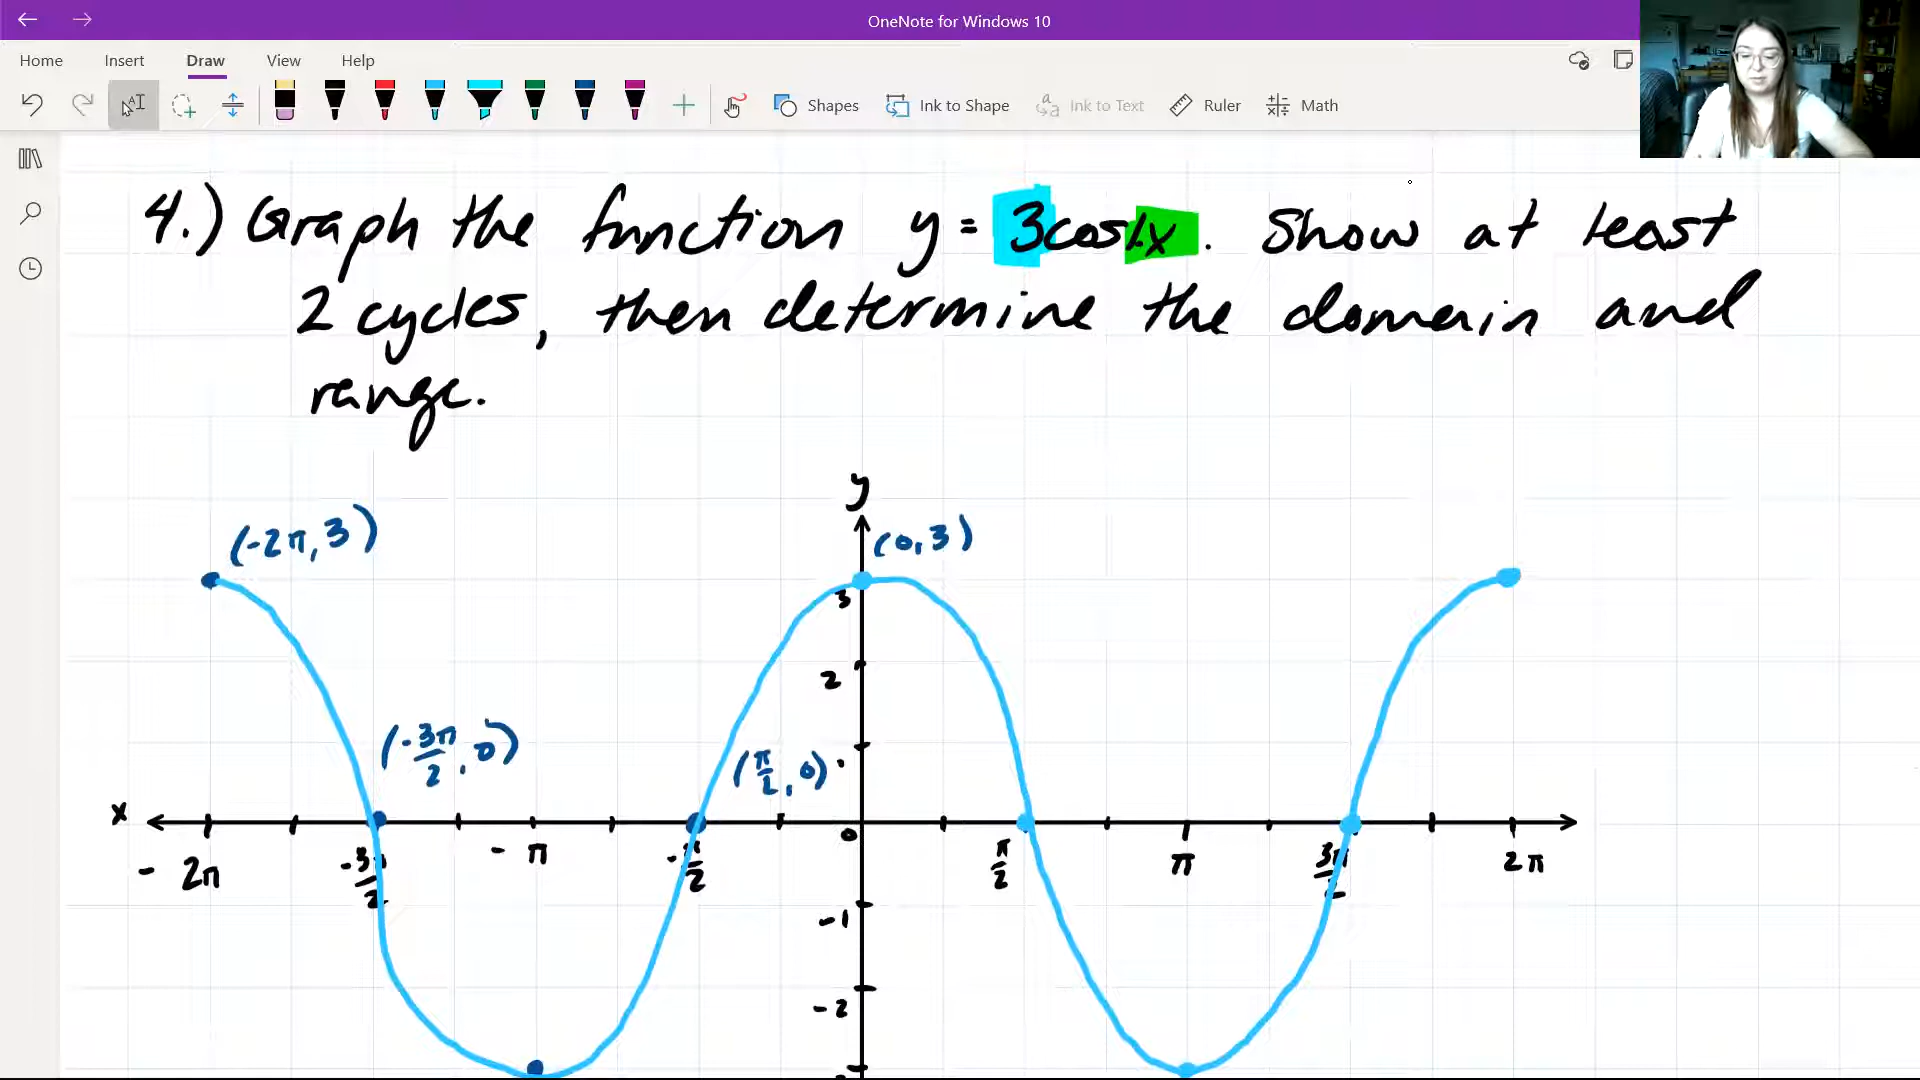 OneNote for Windows 10
Home Insert Draw View Help
Shapes Ink to Shape Ink to Text Ruler Math
4.) Graph the function y = 3cos1x. Show at least
2 cycles, then determine the domain and
range.
y
(-2π, 3)
(0, 3)
3
2
(-3π/2, 0)
(π/2, 0)
x
0
-2π -3π/2 -π -π/2 π/2 π 3π/2 2π
-1
-2